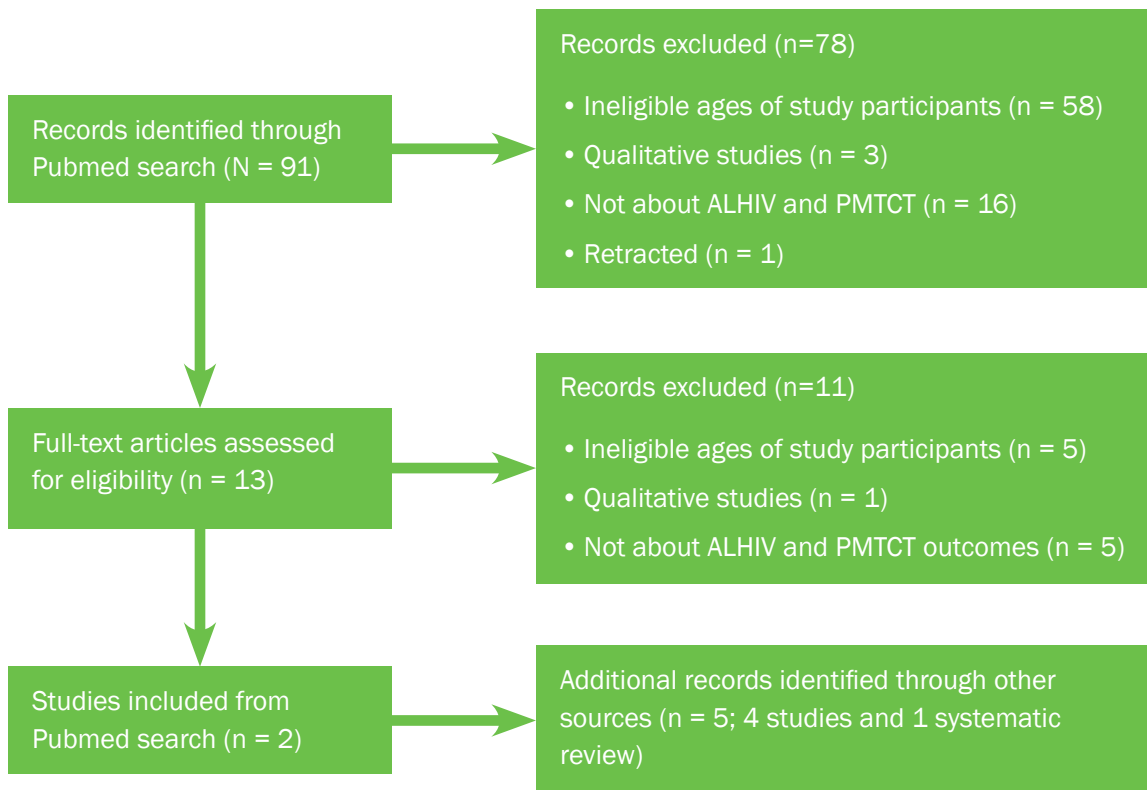 Records identified through
Pubmed search (N = 91)
Records excluded (n=78)
• Ineligible ages of study participants (n = 58)
• Qualitative studies (n = 3)
• Not about ALHIV and PMTCT (n = 16)
• Retracted (n = 1)
Full-text articles assessed
for eligibility (n = 13)
Records excluded (n=11)
• Ineligible ages of study participants (n = 5)
• Qualitative studies (n = 1)
• Not about ALHIV and PMTCT outcomes (n = 5)
Studies included from
Pubmed search (n = 2)
Additional records identified through other
sources (n = 5; 4 studies and 1 systematic
review)